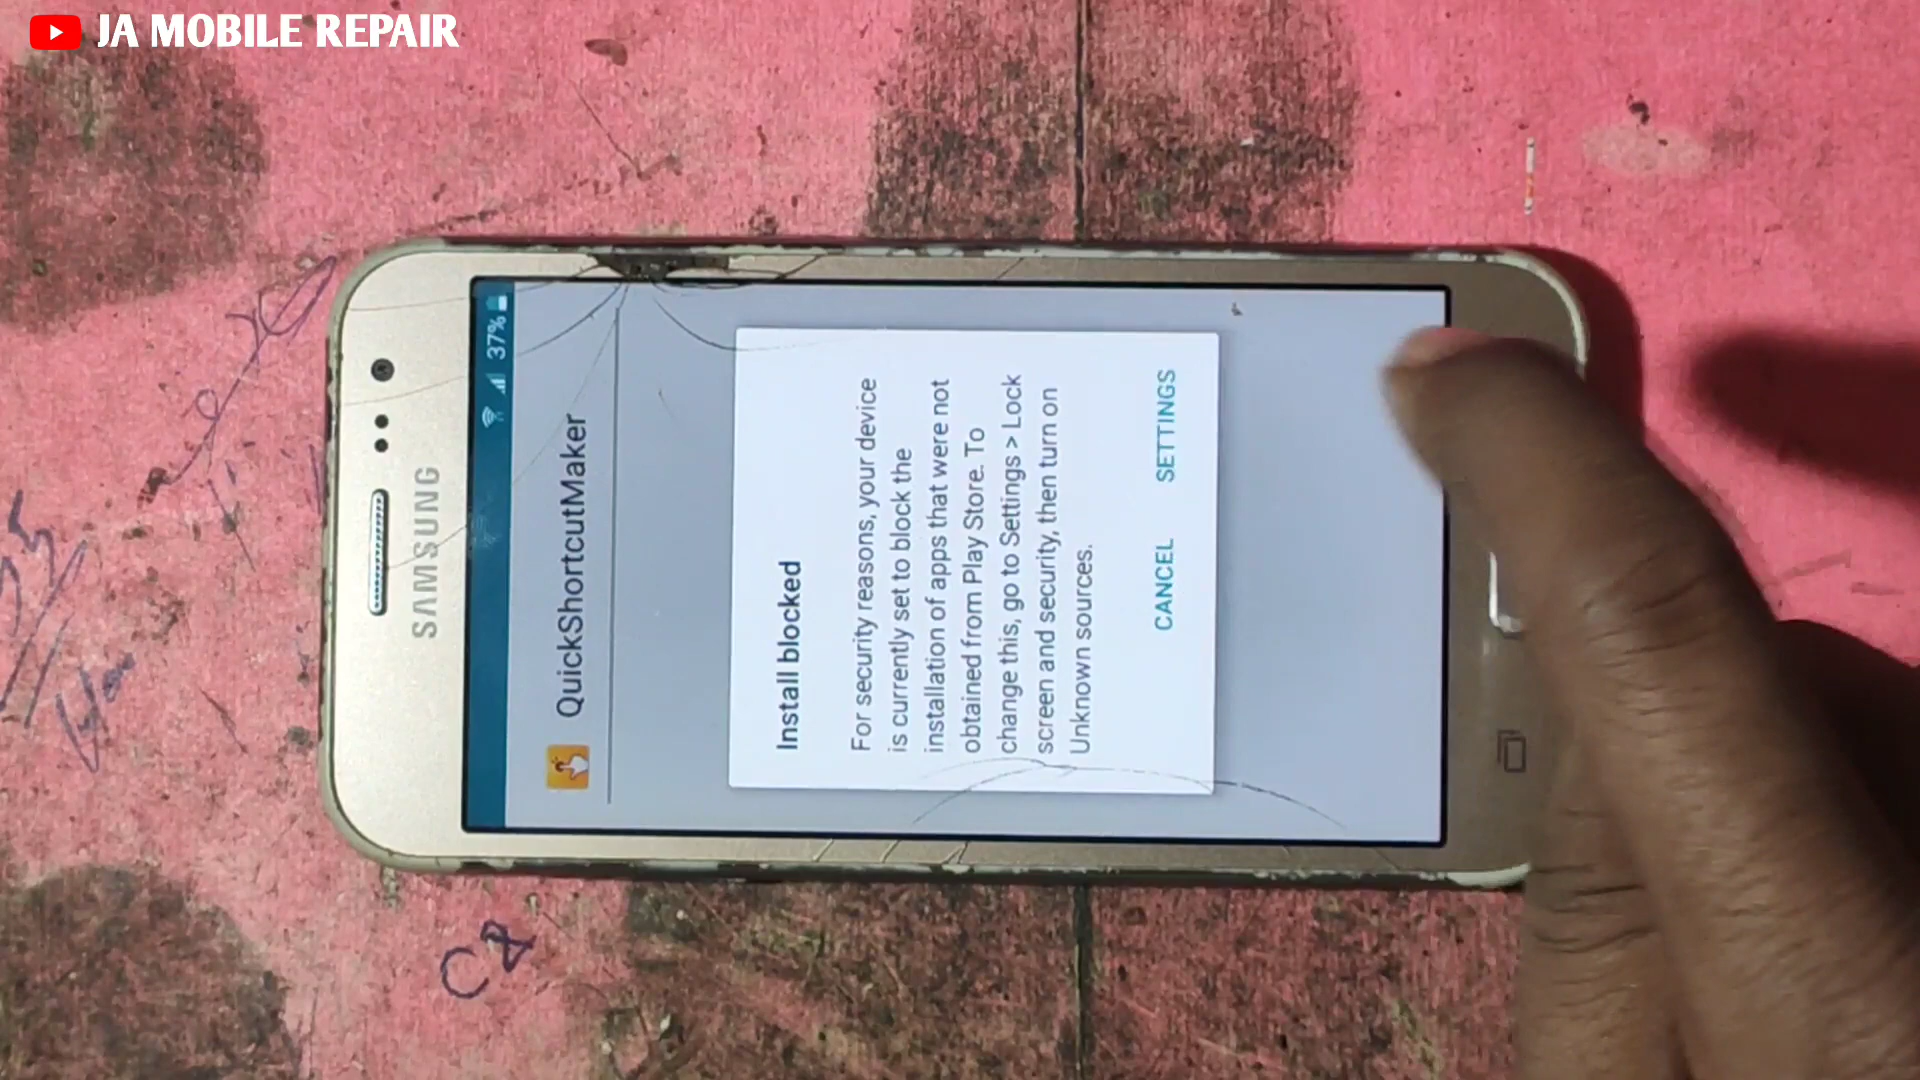 JA MOBILE REPAIR
SAMSUNG
37%
QuickShortcutMaker
Install blocked
For security reasons, your device
is currently set to block the
installation of apps that were not
obtained from Play Store. To
change this, go to Settings > Lock
screen and security, then turn on
Unknown sources.
CANCEL SETTINGS
C8